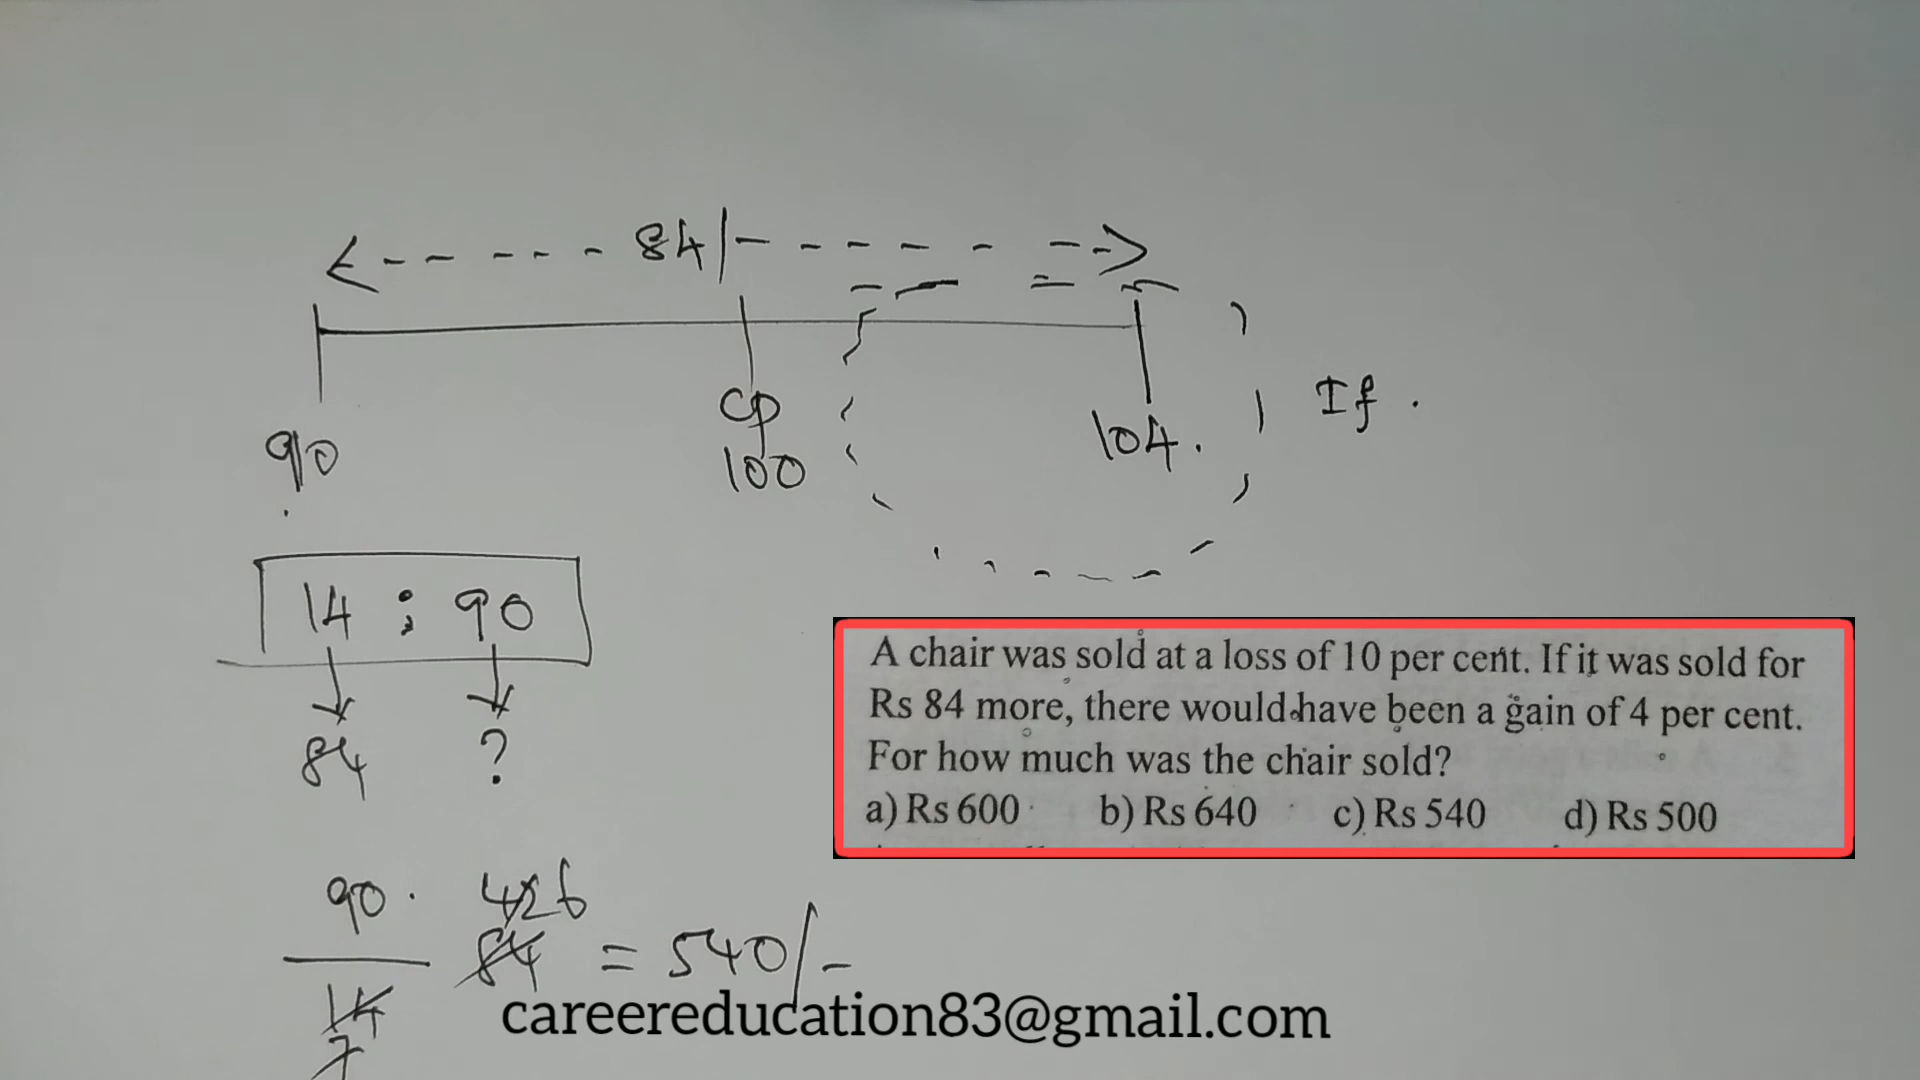 84/-
CP
90 100 104.
If.
14 : 90
84 ?
A chair was sold at a loss of 10 per cent. If it was sold for
Rs 84 more, there would have been a gain of 4 per cent.
For how much was the chair sold?
a) Rs 600 b) Rs 640 c) Rs 540 d) Rs 500
90. 42 6
14 84 = 540/-
7
careereducation83@gmail.com